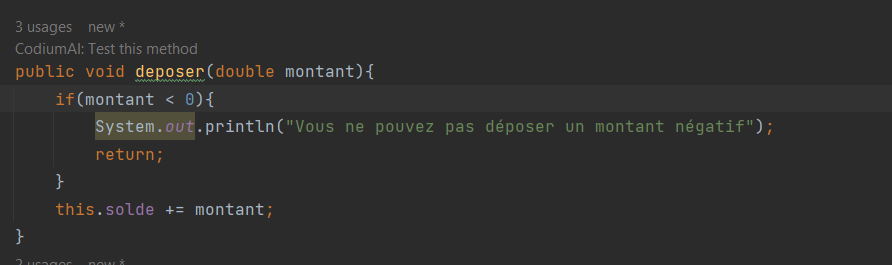 3 usages new *
CodiumAI: Test this method
public void deposer(double montant){
if(montant < 0){
System.out.println("Vous ne pouvez pas déposer un montant négatif");
return;
}
this.solde += montant;
}
2 usages new *